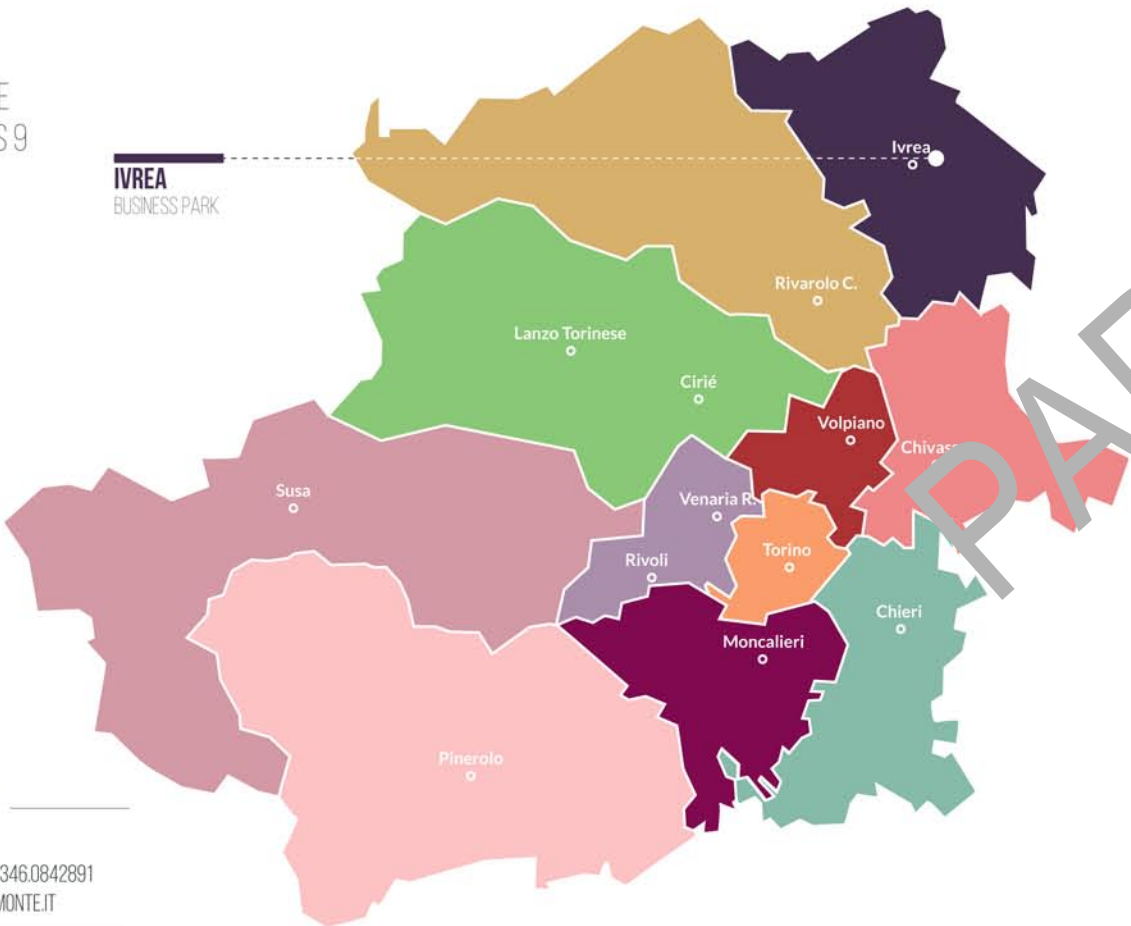 E
S 9
IVREA
BUSINESS PARK
Ivrea
Rivarolo C.
Lanzo Torinese
Cirié
Volpiano
Susa
Venaria R.
Rivoli
Torino
Chieri
Moncalieri
Pinerolo
346.0842891
MONTE.IT